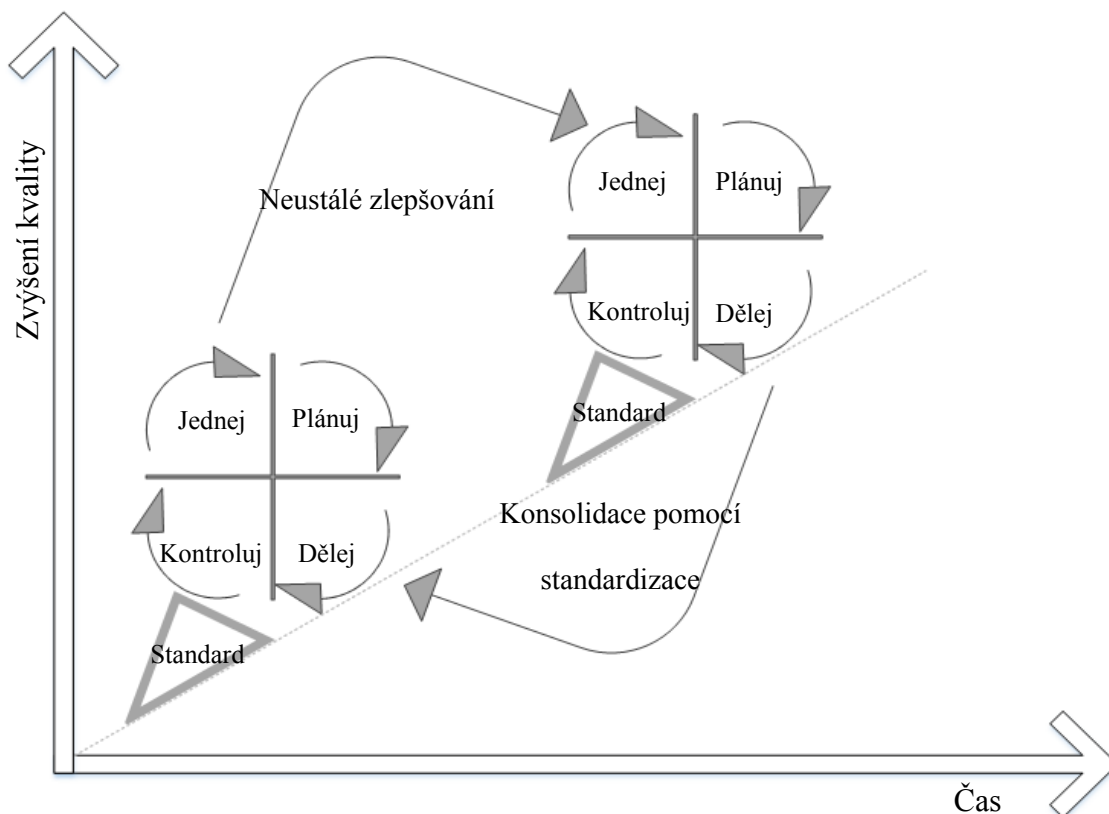 Zvýšení kvality
Neustálé zlepšování
Jednej
Plánuj
Kontroluj
Dělej
Standard
Jednej
Plánuj
Kontroluj
Dělej
Standard
Konsolidace pomocí
standardizace
Čas